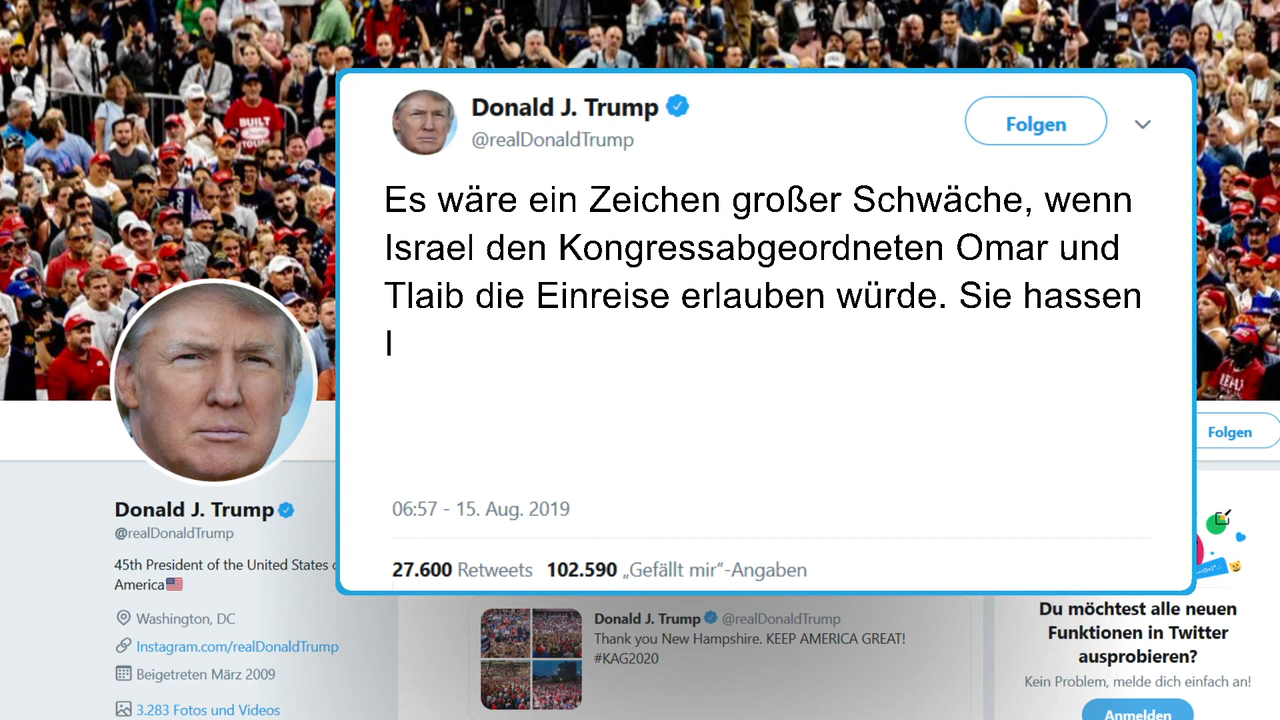 BUILT
Donald J. Trump
@realDonaldTrump
Folgen
Es wäre ein Zeichen großer Schwäche, wenn
Israel den Kongressabgeordneten Omar und
Tlaib die Einreise erlauben würde. Sie hassen
I
06:57 - 15. Aug. 2019
27.600 Retweets 102.590 „Gefällt mir“-Angaben
Donald J. Trump
@realDonaldTrump
45th President of the United States
America
Washington, DC
Instagram.com/realDonaldTrump
Beigetreten März 2009
3.283 Fotos und Videos
Donald J. Trump @realDonaldTrump
Thank you New Hampshire. KEEP AMERICA GREAT!
#KAG2020
Folgen
Du möchtest alle neuen
Funktionen in Twitter
ausprobieren?
Kein Problem, melde dich einfach an!
Anmelden